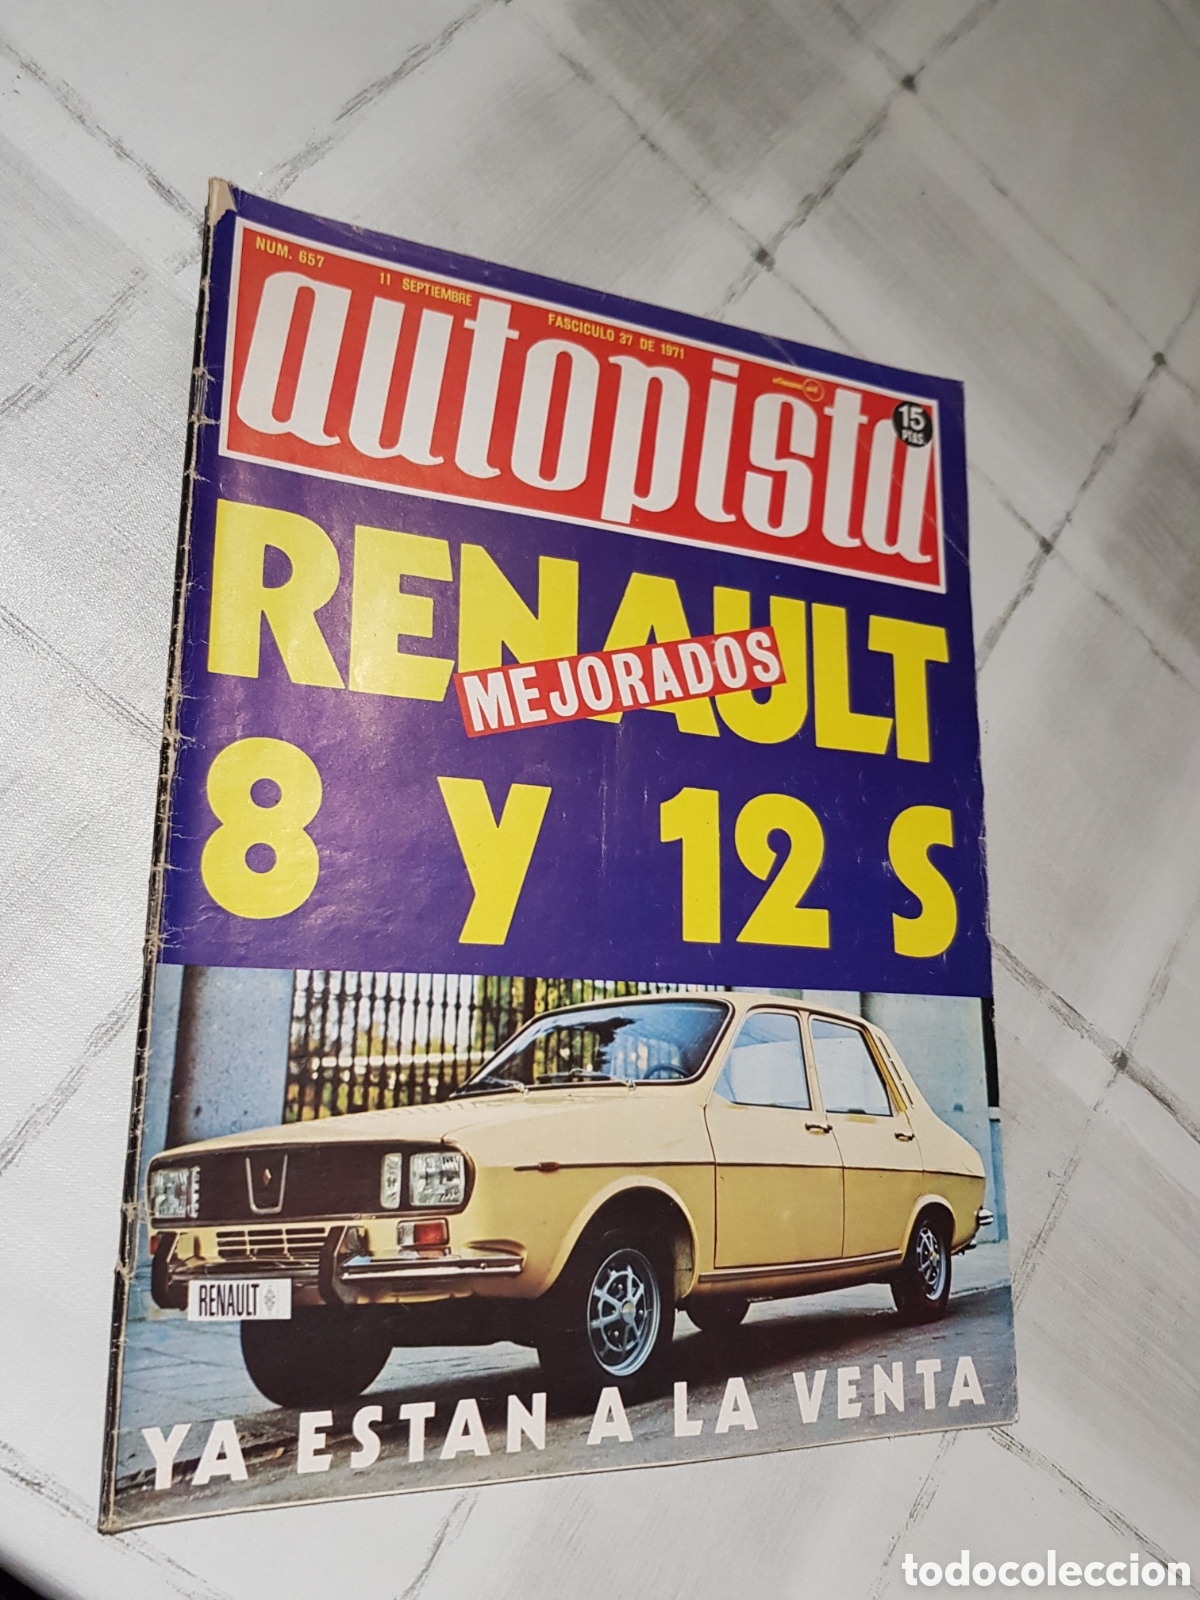 NUM. 657
11 SEPTIEMBRE
FASCICULO 37 DE 1971
autopista
15
PTAS.
RENAULT
MEJORADOS
8 Y 12 S
RENAULT
YA ESTAN A LA VENTA
todocoleccion